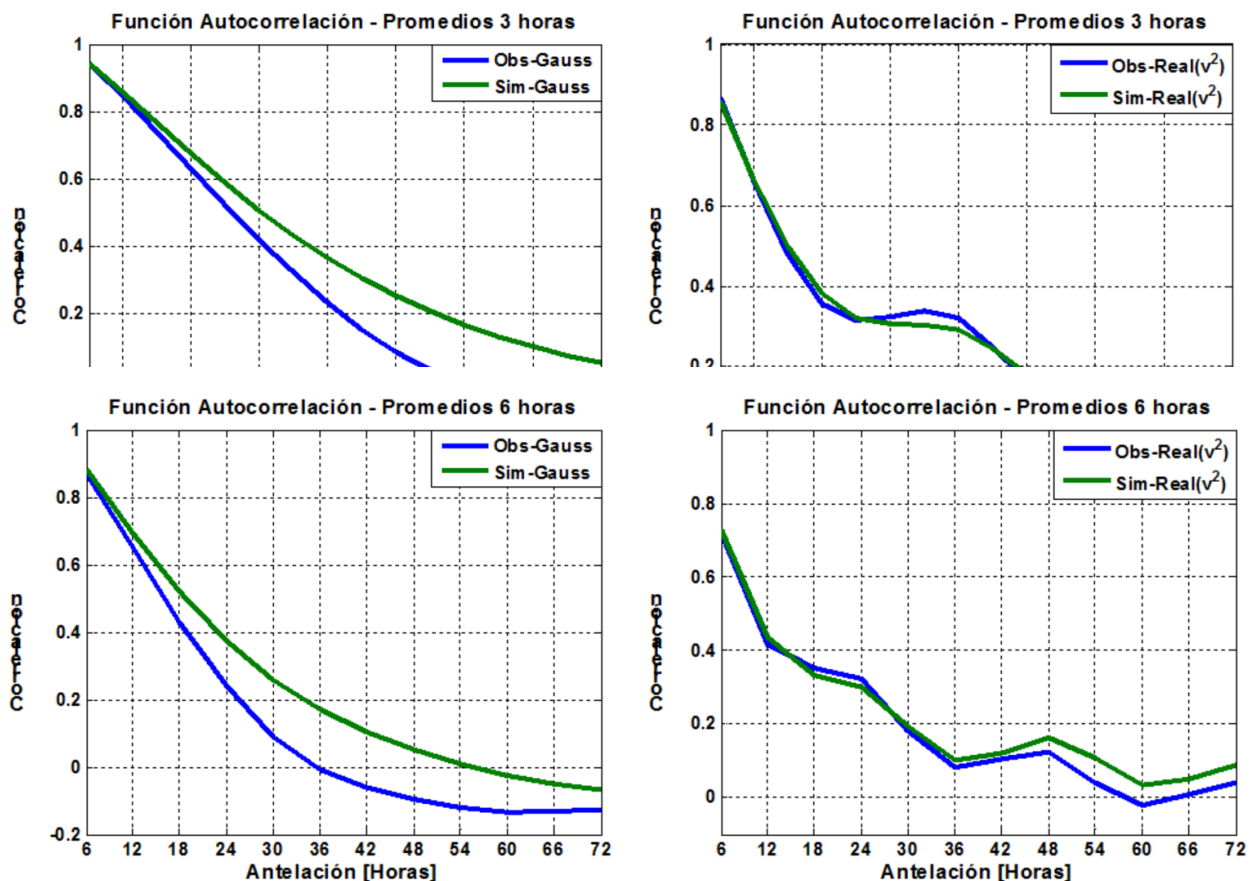 Función Autocorrelación - Promedios 3 horas
1
0.8
0.6
0.4
0.2
Correlación
Obs-Gauss
Sim-Gauss
Función Autocorrelación - Promedios 3 horas
1
0.8
0.6
0.4
0.2
Correlación
Obs-Real(v²)
Sim-Real(v²)
Función Autocorrelación - Promedios 6 horas
1
0.8
0.6
0.4
0.2
0
-0.2
Correlación
Obs-Gauss
Sim-Gauss
6 12 18 24 30 36 42 48 54 60 66 72
Antelación [Horas]
Función Autocorrelación - Promedios 6 horas
1
0.8
0.6
0.4
0.2
0
Correlación
Obs-Real(v²)
Sim-Real(v²)
6 12 18 24 30 36 42 48 54 60 66 72
Antelación [Horas]